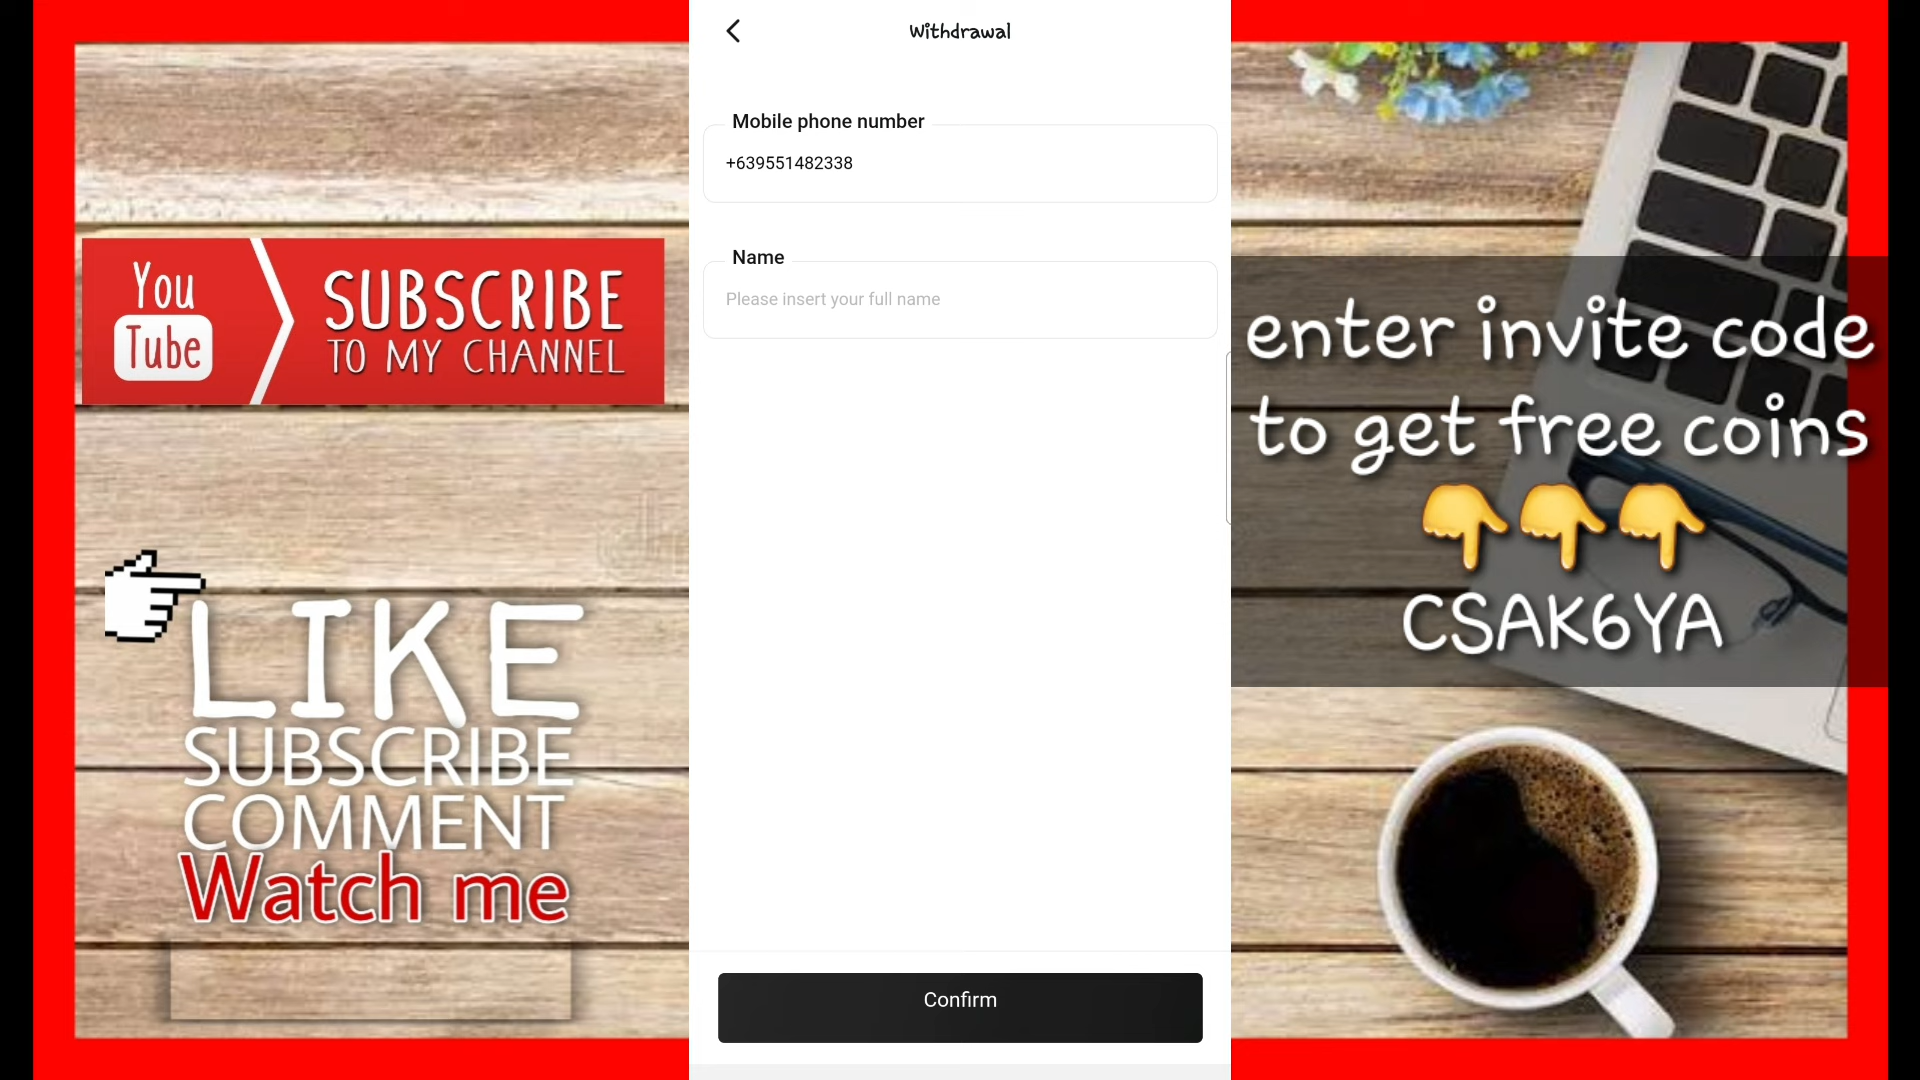 You
Tube
SUBSCRIBE
TO MY CHANNEL
LIKE
SUBSCRIBE
COMMENT
Watch me
Withdrawal
Mobile phone number
+639551482338
Name
Please insert your full name
Confirm
enter invite code
to get free coins
👇👇👇
CSAK6YA